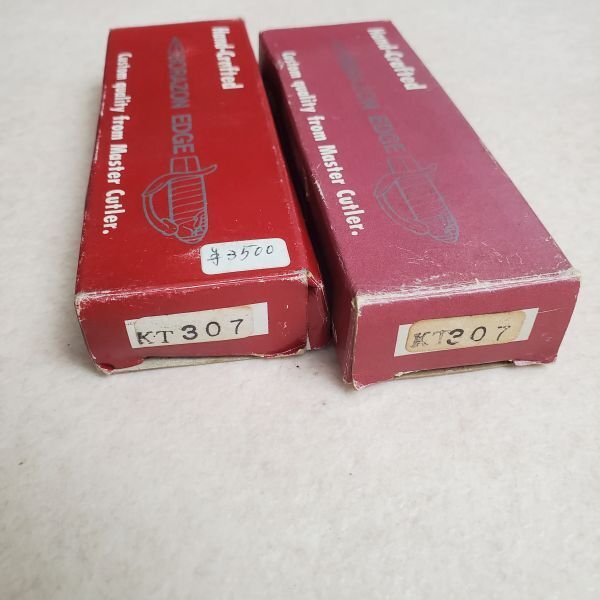 Hand-Crafted
EDGE
Custom quality from Master Cutler.
¥3500
KT307
Hand-Crafted
EDGE
Custom quality from Master Cutler.
KT307